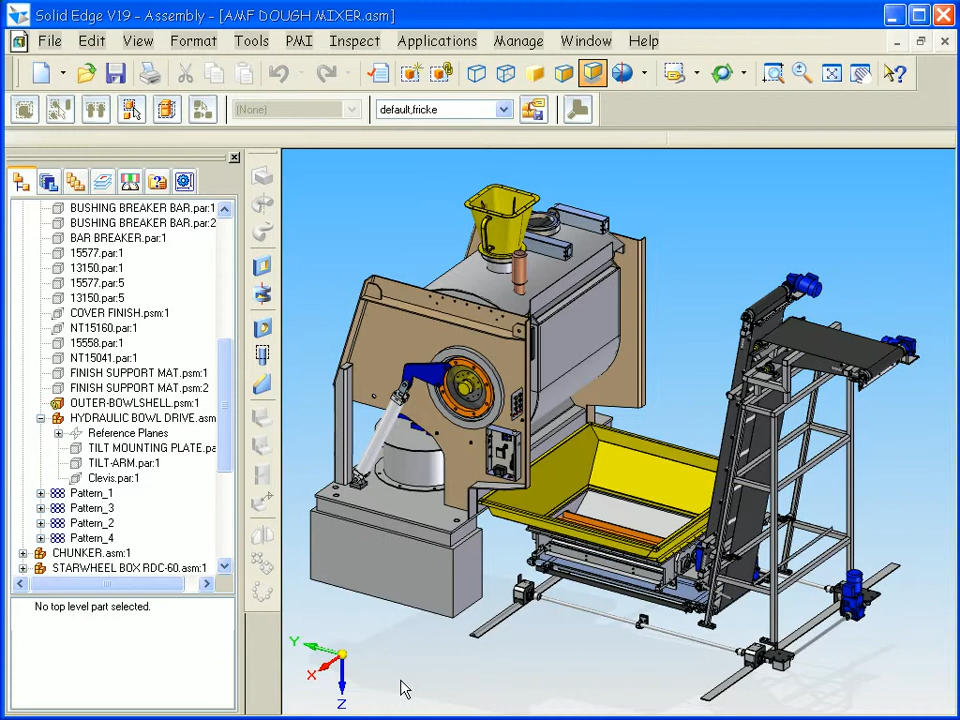 Solid Edge V19 - Assembly - [AMF DOUGH MIXER.asm]
File Edit View Format Tools PMI Inspect Applications Manage Window Help
(None) default,fricke
BUSHING BREAKER BAR.par:1
BUSHING BREAKER BAR.par:2
BAR BREAKER.par:1
15577.par:1
13150.par:1
15577.par:5
13150.par:5
COVER FINISH.psm:1
NT15160.par:1
15558.par:1
NT15041.par:1
FINISH SUPPORT MAT.psm:1
FINISH SUPPORT MAT.psm:2
OUTER-BOWLSHELL.psm:1
HYDRAULIC BOWL DRIVE.asm
Reference Planes
TILT MOUNTING PLATE.pa
TILT-ARM.par:1
Clevis.par:1
Pattern_1
Pattern_3
Pattern_2
Pattern_4
CHUNKER.asm:1
STARWHEEL BOX RDC-60.asm:1
No top level part selected.
Y
X
Z